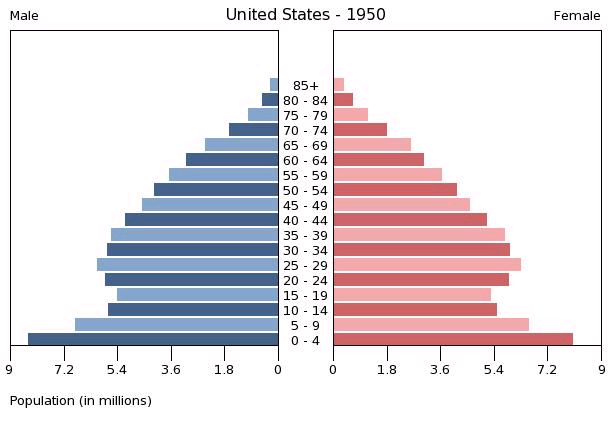 United States - 1950
Male
Female
85+
80 - 84
75 - 79
70 - 74
65 - 69
60 - 64
55 - 59
50 - 54
45 - 49
40 - 44
35 - 39
30 - 34
25 - 29
20 - 24
15 - 19
10 - 14
5 - 9
0 - 4
9 7.2 5.4 3.6 1.8 0 0 1.8 3.6 5.4 7.2 9
Population (in millions)